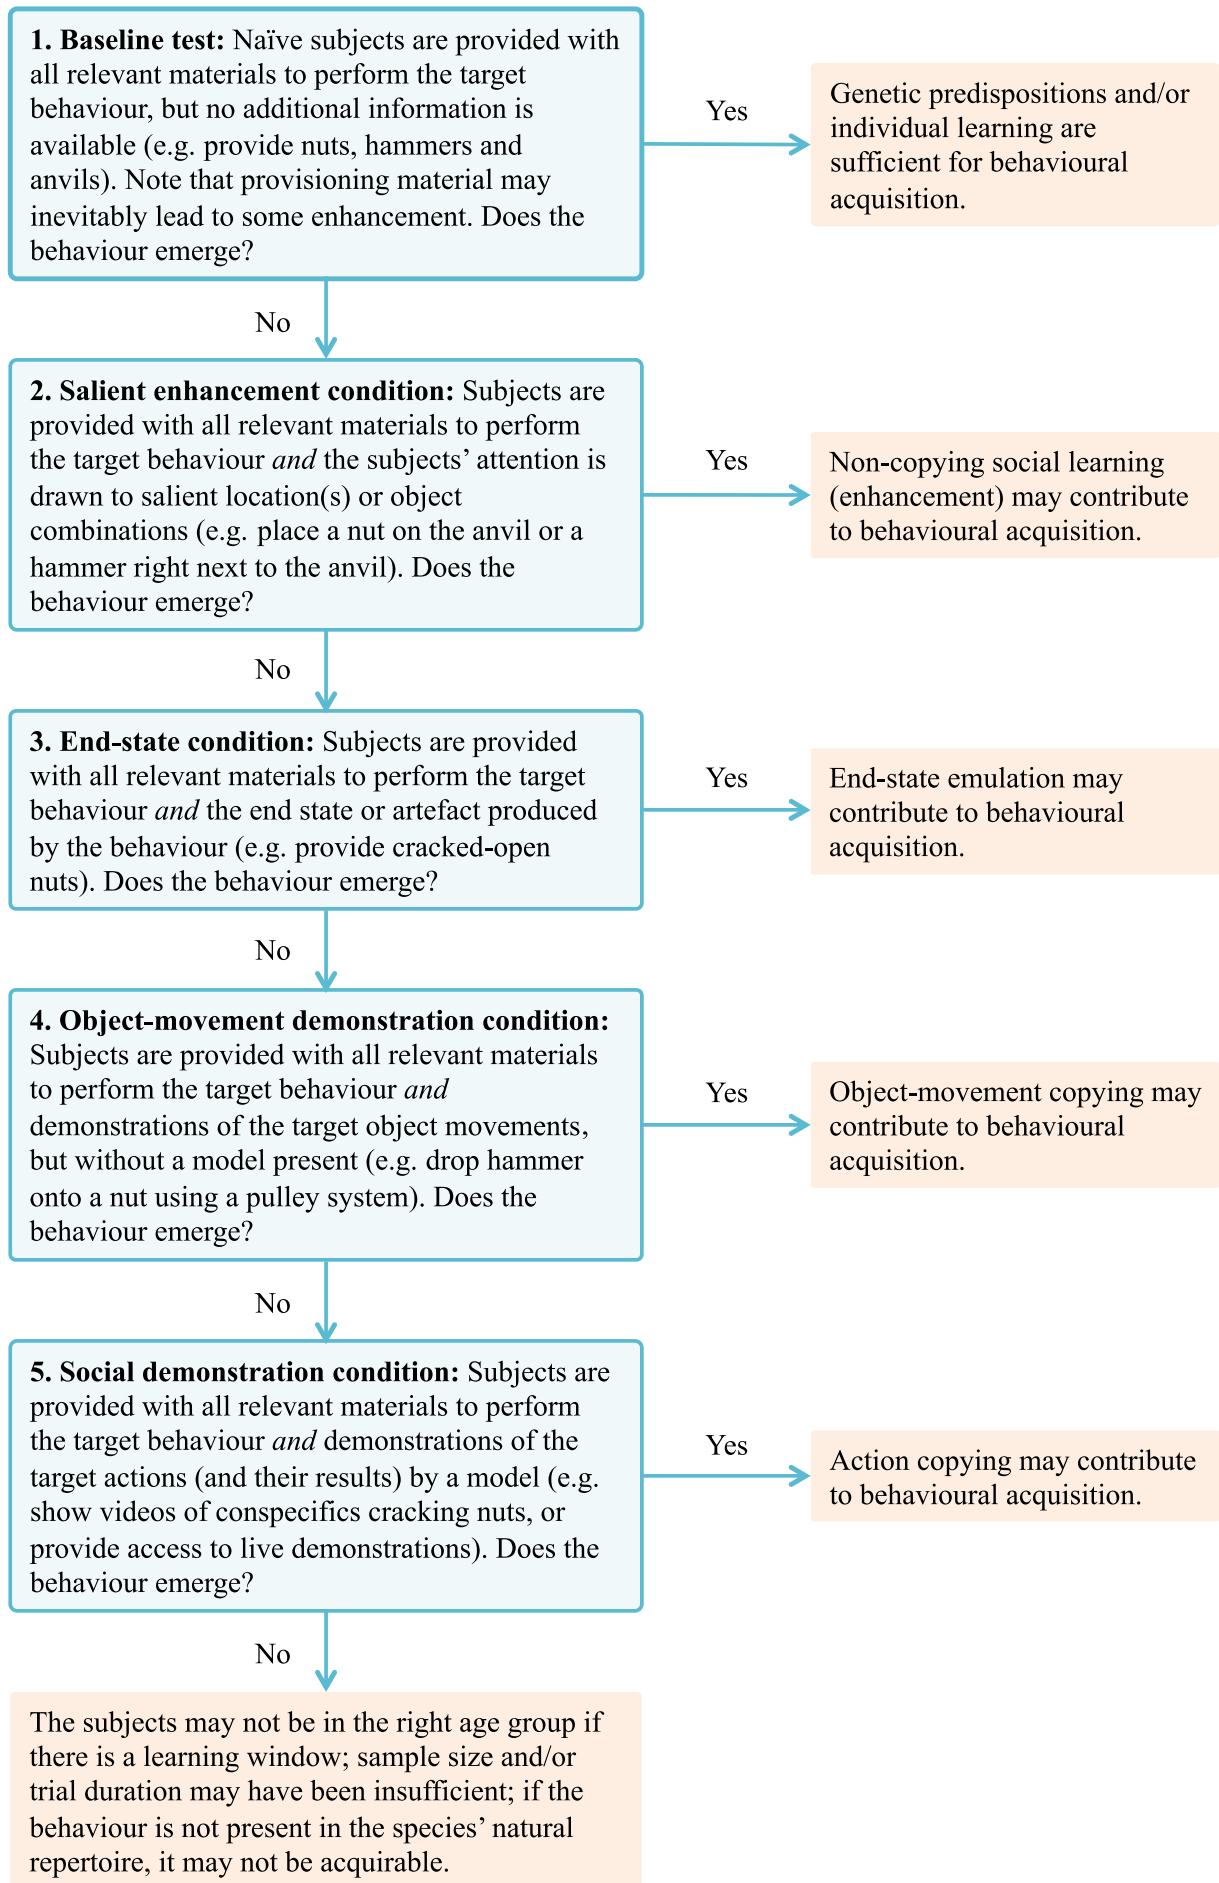 1. Baseline test: Naïve subjects are provided with
all relevant materials to perform the target
behaviour, but no additional information is
available (e.g. provide nuts, hammers and
anvils). Note that provisioning material may
inevitably lead to some enhancement. Does the
behaviour emerge?
Yes
Genetic predispositions and/or
individual learning are
sufficient for behavioural
acquisition.
No
2. Salient enhancement condition: Subjects are
provided with all relevant materials to perform
the target behaviour and the subjects’ attention is
drawn to salient location(s) or object
combinations (e.g. place a nut on the anvil or a
hammer right next to the anvil). Does the
behaviour emerge?
Yes
Non-copying social learning
(enhancement) may contribute
to behavioural acquisition.
No
3. End-state condition: Subjects are provided
with all relevant materials to perform the target
behaviour and the end state or artefact produced
by the behaviour (e.g. provide cracked-open
nuts). Does the behaviour emerge?
Yes
End-state emulation may
contribute to behavioural
acquisition.
No
4. Object-movement demonstration condition:
Subjects are provided with all relevant materials
to perform the target behaviour and
demonstrations of the target object movements,
but without a model present (e.g. drop hammer
onto a nut using a pulley system). Does the
behaviour emerge?
Yes
Object-movement copying may
contribute to behavioural
acquisition.
No
5. Social demonstration condition: Subjects are
provided with all relevant materials to perform
the target behaviour and demonstrations of the
target actions (and their results) by a model (e.g.
show videos of conspecifics cracking nuts, or
provide access to live demonstrations). Does the
behaviour emerge?
Yes
Action copying may contribute
to behavioural acquisition.
No
The subjects may not be in the right age group if
there is a learning window; sample size and/or
trial duration may have been insufficient; if the
behaviour is not present in the species’ natural
repertoire, it may not be acquirable.